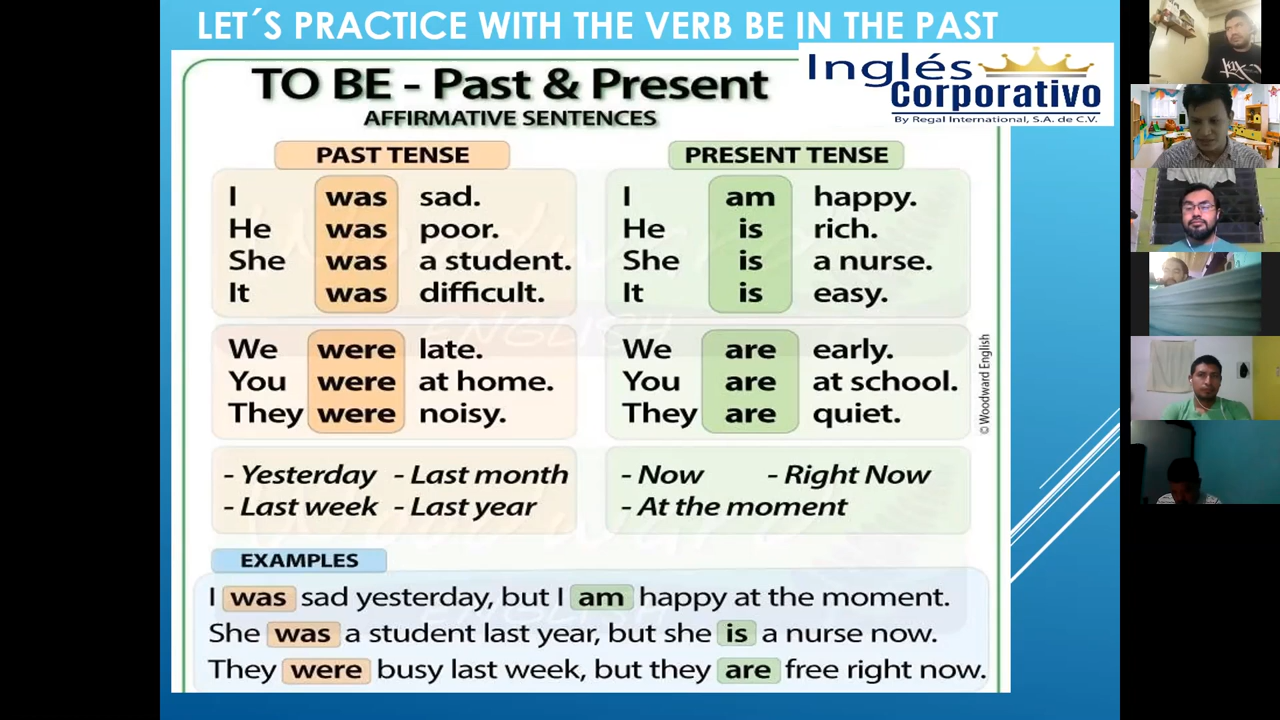 LET´S PRACTICE WITH THE VERB BE IN THE PAST
Inglés
Corporativo
By Regal International, S.A. de C.V.
TO BE - Past & Present
AFFIRMATIVE SENTENCES
PAST TENSE
I was sad.
He was poor.
She was a student.
It was difficult.
We were late.
You were at home.
They were noisy.
- Yesterday - Last month
- Last week - Last year
PRESENT TENSE
I am happy.
He is rich.
She is a nurse.
It is easy.
We are early.
You are at school.
They are quiet.
- Now - Right Now
- At the moment
© Woodward English
EXAMPLES
I was sad yesterday, but I am happy at the moment.
She was a student last year, but she is a nurse now.
They were busy last week, but they are free right now.